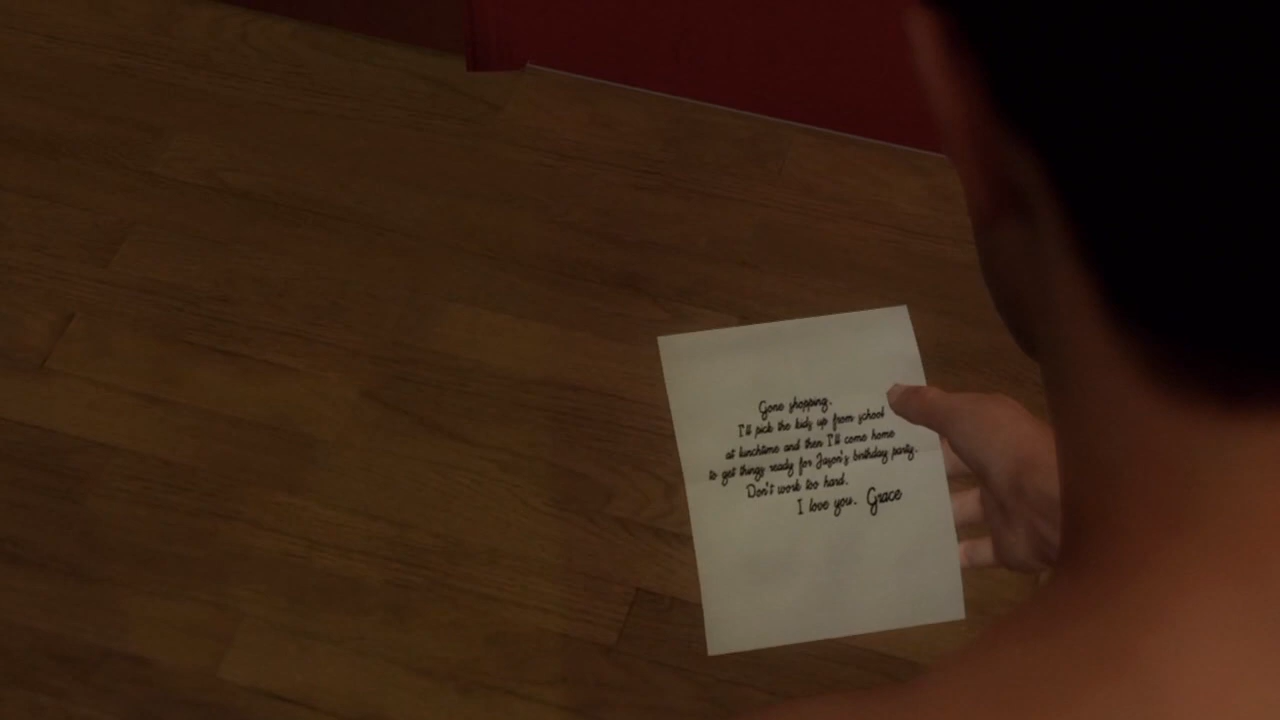 Gone shopping.
I'll pick the kids up from school
at lunchtime and then I'll come home
to get things ready for Jason's birthday party.
Don't work too hard.
I love you. Grace